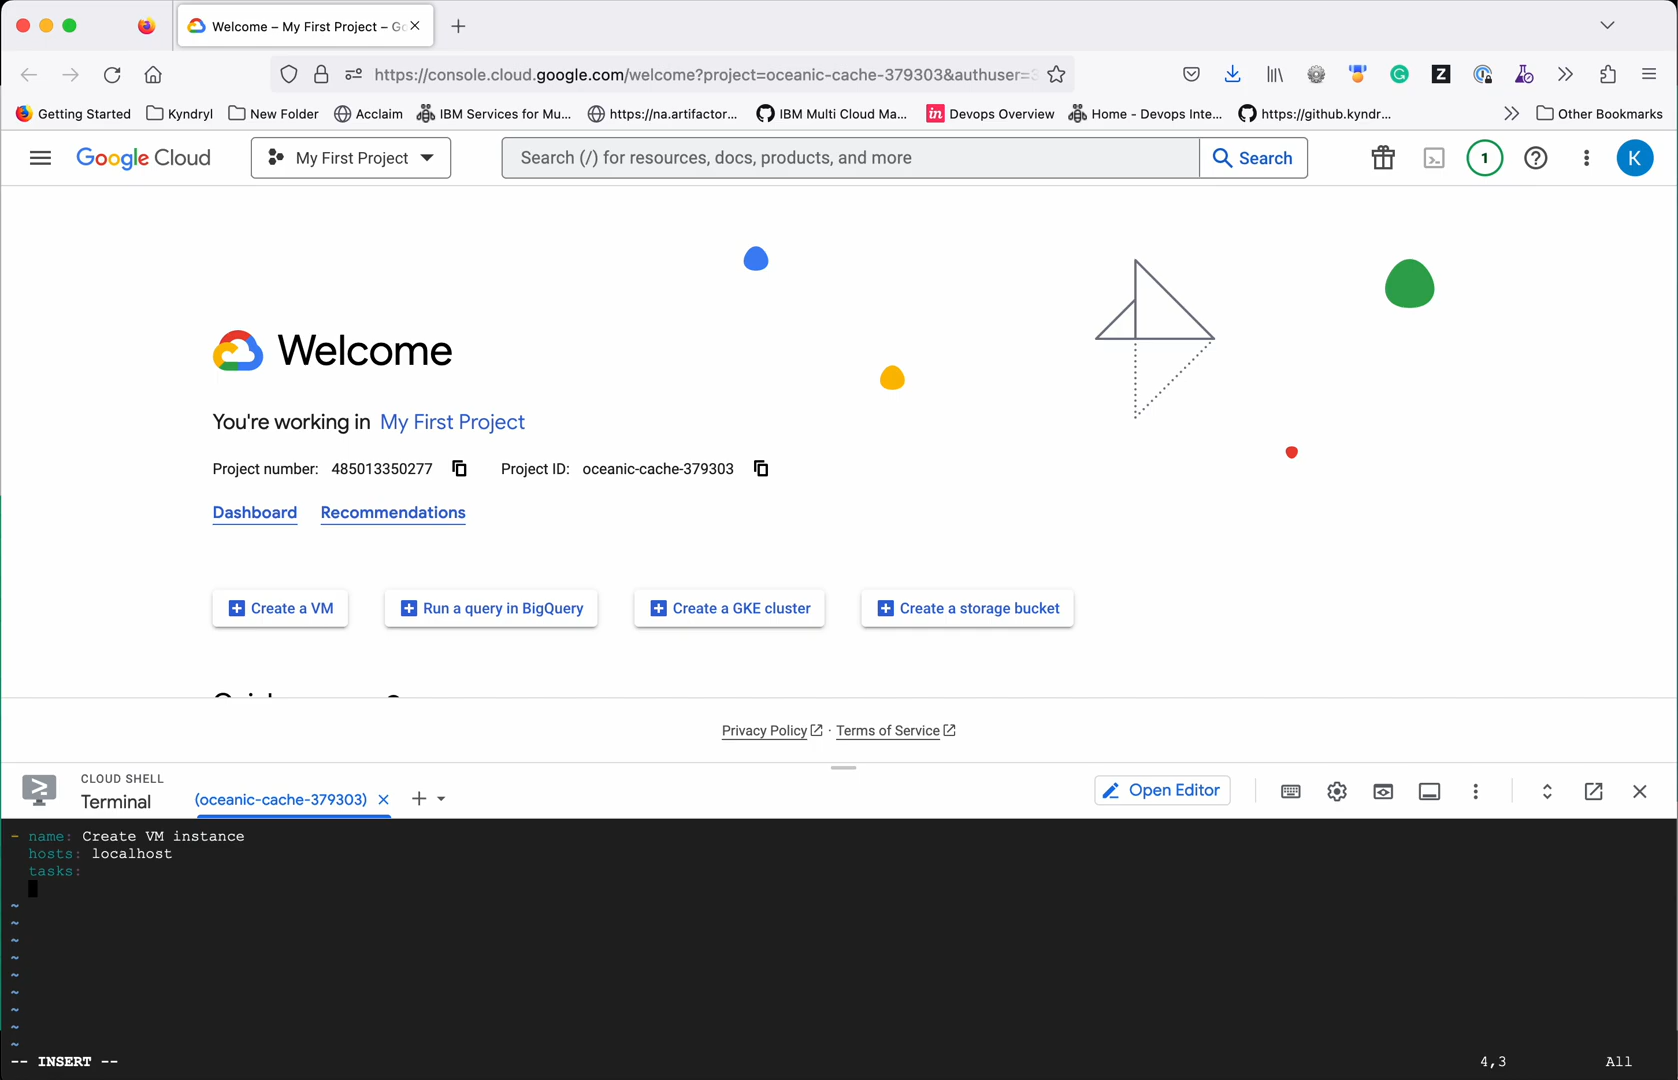 Welcome – My First Project – Go
https://console.cloud.google.com/welcome?project=oceanic-cache-379303&authuser=
Getting Started Kyndryl New Folder Acclaim IBM Services for Mu... https://na.artifactor... IBM Multi Cloud Ma... Devops Overview Home - Devops Inte... https://github.kyndr... Other Bookmarks
Google Cloud My First Project Search (/) for resources, docs, products, and more Search 1 K
Welcome
You're working in My First Project
Project number: 485013350277 Project ID: oceanic-cache-379303
Dashboard Recommendations
Create a VM Run a query in BigQuery Create a GKE cluster Create a storage bucket
Privacy Policy · Terms of Service
CLOUD SHELL
Terminal (oceanic-cache-379303) Open Editor
- name: Create VM instance
hosts: localhost
tasks:
~
~
~
~
~
~
~
~
~
-- INSERT -- 4,3 All